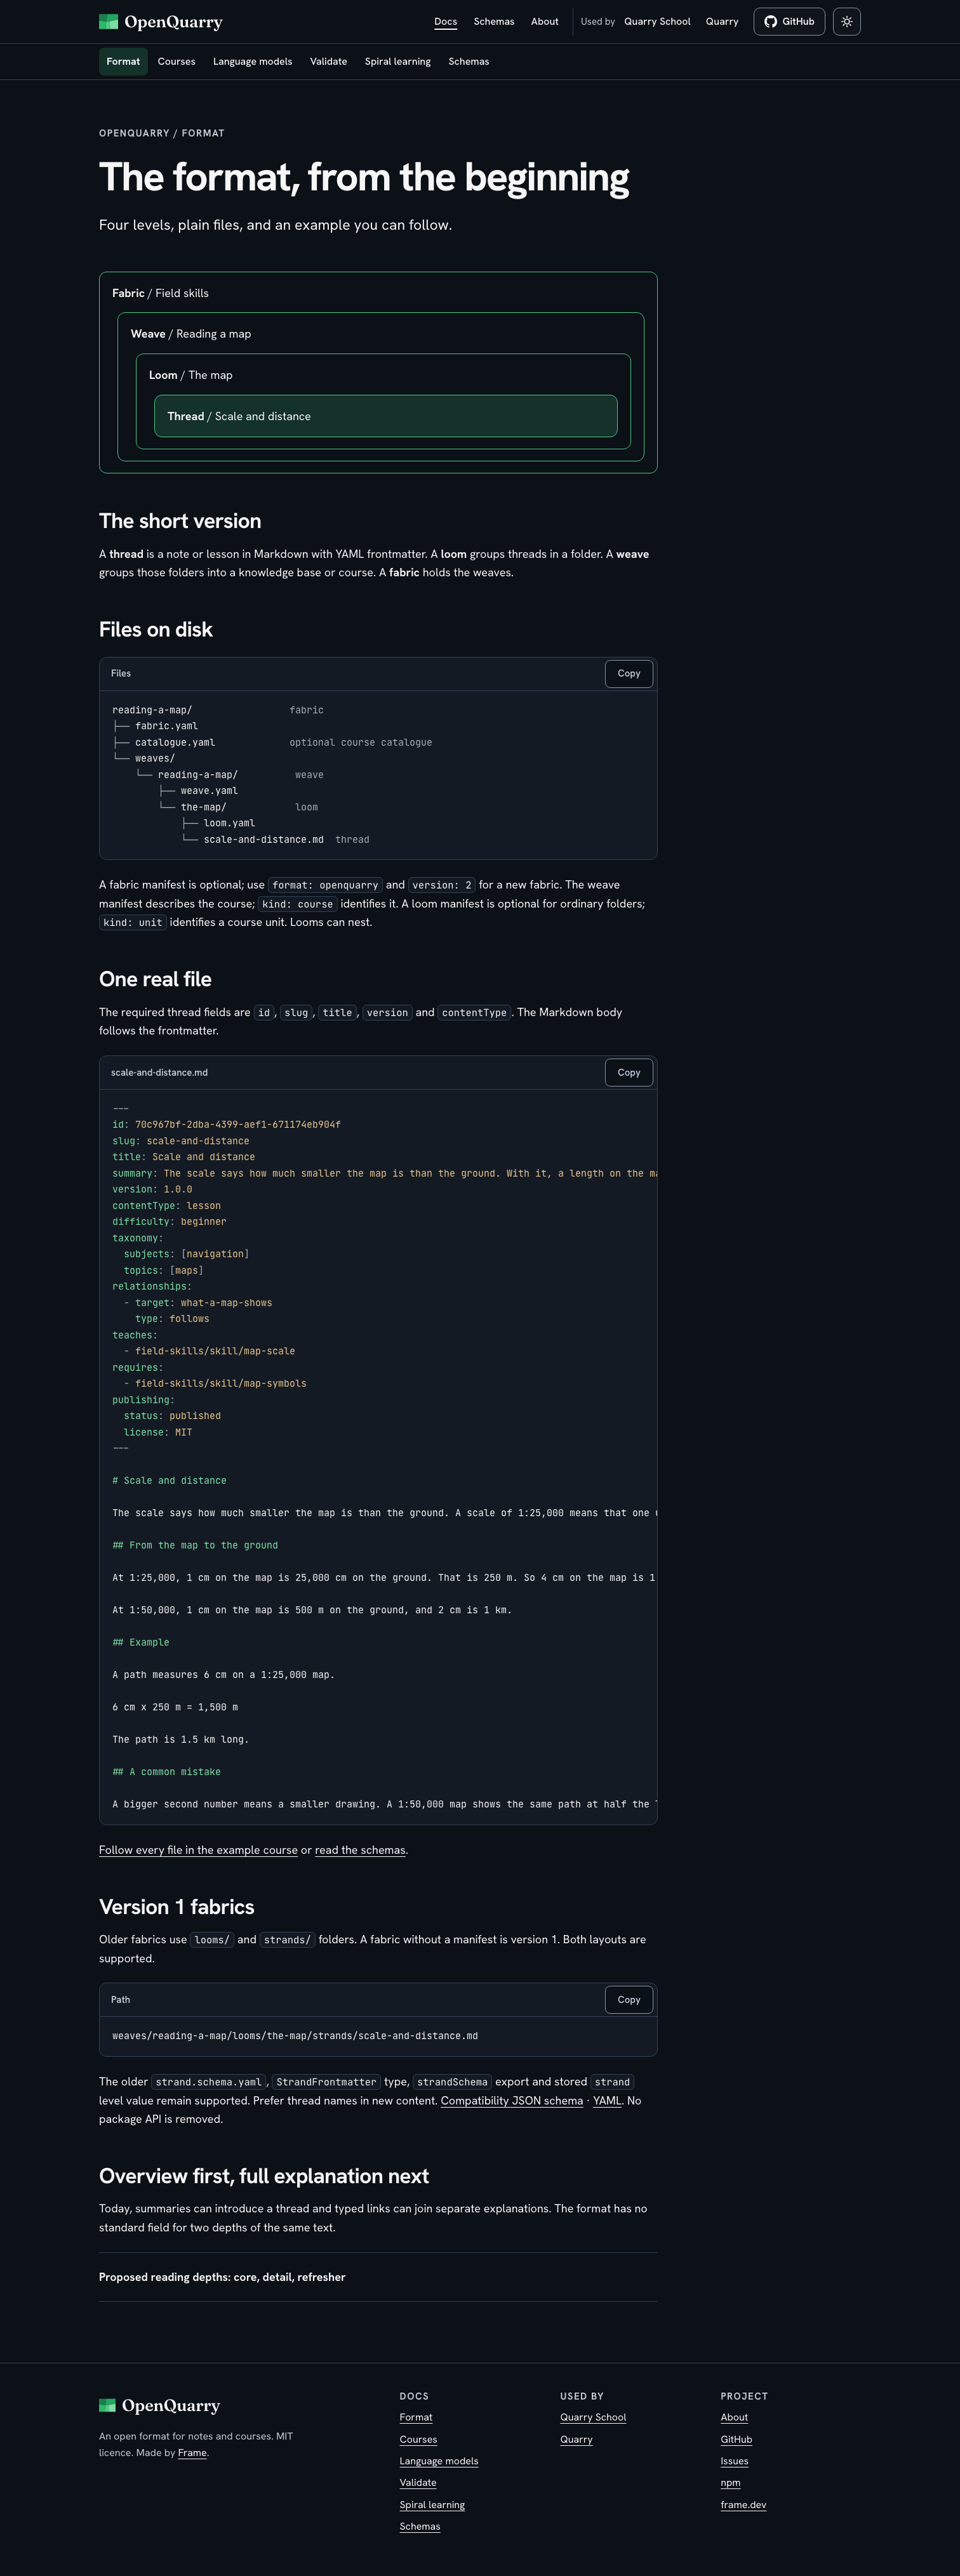 OpenQuarry
Docs Schemas About Used by Quarry School Quarry GitHub
Format Courses Language models Validate Spiral learning Schemas
OPENQUARRY / FORMAT
The format, from the beginning
Four levels, plain files, and an example you can follow.
Fabric / Field skills
Weave / Reading a map
Loom / The map
Thread / Scale and distance
The short version
A thread is a note or lesson in Markdown with YAML frontmatter. A loom groups threads in a folder. A weave
groups those folders into a knowledge base or course. A fabric holds the weaves.
Files on disk
Files Copy
reading-a-map/ fabric
├── fabric.yaml
├── catalogue.yaml optional course catalogue
└── weaves/
└── reading-a-map/ weave
├── weave.yaml
└── the-map/ loom
├── loom.yaml
└── scale-and-distance.md thread
A fabric manifest is optional; use format: openquarry and version: 2 for a new fabric. The weave
manifest describes the course; kind: course identifies it. A loom manifest is optional for ordinary folders;
kind: unit identifies a course unit. Looms can nest.
One real file
The required thread fields are id, slug, title, version and contentType. The Markdown body
follows the frontmatter.
scale-and-distance.md Copy
---
id: 70c967bf-2dba-4399-aef1-671174eb904f
slug: scale-and-distance
title: Scale and distance
summary: The scale says how much smaller the map is than the ground. With it, a length on the ma
version: 1.0.0
contentType: lesson
difficulty: beginner
taxonomy:
subjects: [navigation]
topics: [maps]
relationships:
- target: what-a-map-shows
type: follows
teaches:
- field-skills/skill/map-scale
requires:
- field-skills/skill/map-symbols
publishing:
status: published
license: MIT
---
# Scale and distance
The scale says how much smaller the map is than the ground. A scale of 1:25,000 means that one
## From the map to the ground
At 1:25,000, 1 cm on the map is 25,000 cm on the ground. That is 250 m. So 4 cm on the map is 1
At 1:50,000, 1 cm on the map is 500 m on the ground, and 2 cm is 1 km.
## Example
A path measures 6 cm on a 1:25,000 map.
6 cm x 250 m = 1,500 m
The path is 1.5 km long.
## A common mistake
A bigger second number means a smaller drawing. A 1:50,000 map shows the same path at half the
Follow every file in the example course or read the schemas.
Version 1 fabrics
Older fabrics use looms/ and strands/ folders. A fabric without a manifest is version 1. Both layouts are
supported.
Path Copy
weaves/reading-a-map/looms/the-map/strands/scale-and-distance.md
The older strand.schema.yaml, StrandFrontmatter type, strandSchema export and stored strand
level value remain supported. Prefer thread names in new content. Compatibility JSON schema · YAML. No
package API is removed.
Overview first, full explanation next
Today, summaries can introduce a thread and typed links can join separate explanations. The format has no
standard field for two depths of the same text.
Proposed reading depths: core, detail, refresher
OpenQuarry
An open format for notes and courses. MIT
licence. Made by Frame.
DOCS
Format
Courses
Language models
Validate
Spiral learning
Schemas
USED BY
Quarry School
Quarry
PROJECT
About
GitHub
Issues
npm
frame.dev